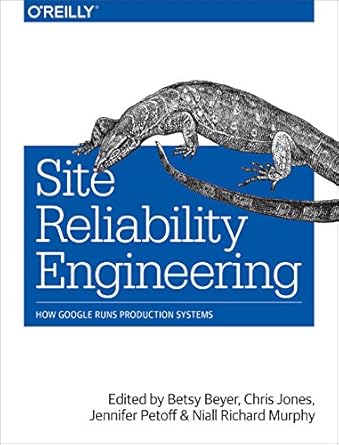 O'REILLY®
Site
Reliability
Engineering
HOW GOOGLE RUNS PRODUCTION SYSTEMS
Edited by Betsy Beyer, Chris Jones,
Jennifer Petoff & Niall Richard Murphy